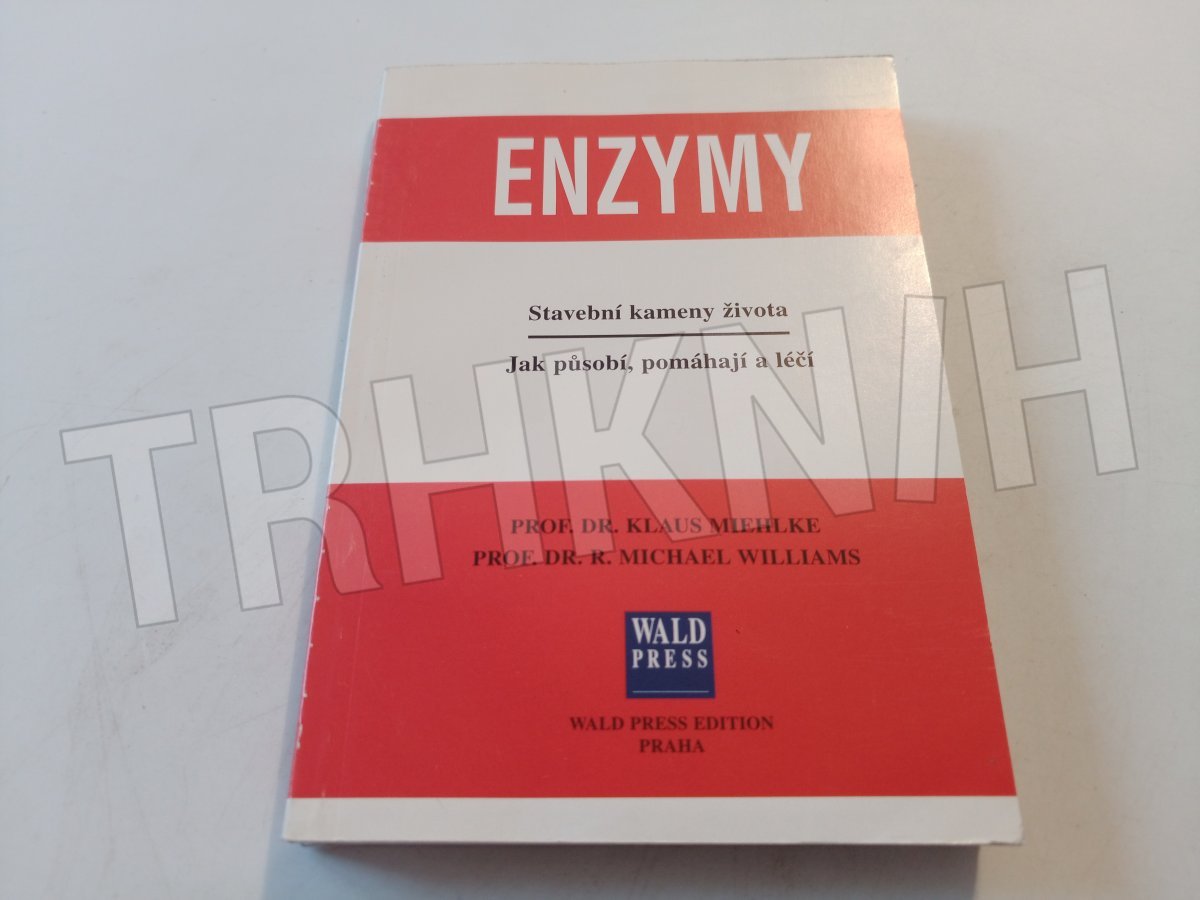 ENZYMY
Stavební kameny života
Jak působí, pomáhají a léčí
TRHKNIH
PROF. DR. KLAUS MIEHLKE
PROF. DR. R. MICHAEL WILLIAMS
WALD
PRESS
WALD PRESS EDITION
PRAHA